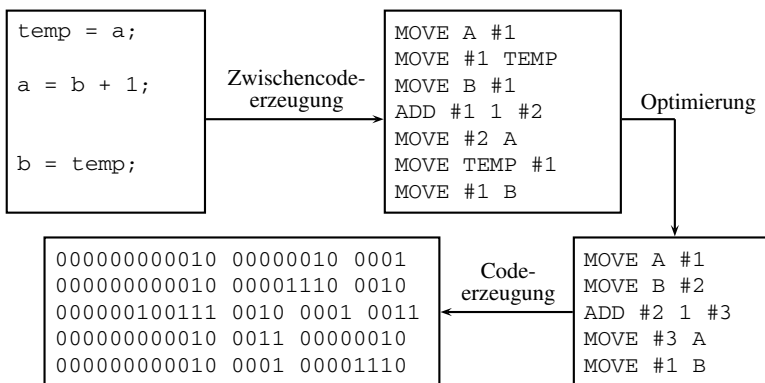 temp = a;
a = b + 1;
b = temp;
Zwischencode-
erzeugung
MOVE A #1
MOVE #1 TEMP
MOVE B #1
ADD #1 1 #2
MOVE #2 A
MOVE TEMP #1
MOVE #1 B
Optimierung
MOVE A #1
MOVE B #2
ADD #2 1 #3
MOVE #3 A
MOVE #1 B
Code-
erzeugung
000000000010 00000010 0001
000000000010 00001110 0010
000000100111 0010 0001 0011
000000000010 0011 00000010
000000000010 0001 00001110